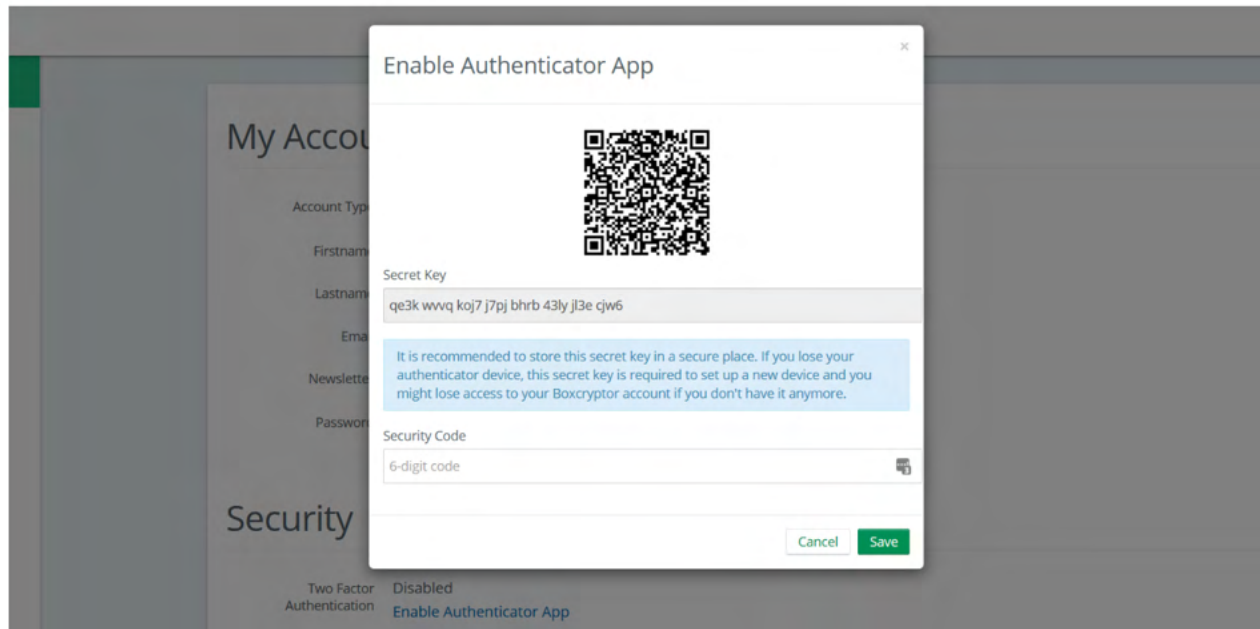 Enable Authenticator App
×
My Accou
Account Typ
Firstnam
Lastnam
Ema
Newslette
Passwor
Secret Key
qe3k wvvq koj7 j7pj bhrb 43ly jl3e cjw6
It is recommended to store this secret key in a secure place. If you lose your
authenticator device, this secret key is required to set up a new device and you
might lose access to your Boxcryptor account if you don't have it anymore.
Security Code
6-digit code
Cancel
Save
Security
Two Factor
Authentication
Disabled
Enable Authenticator App